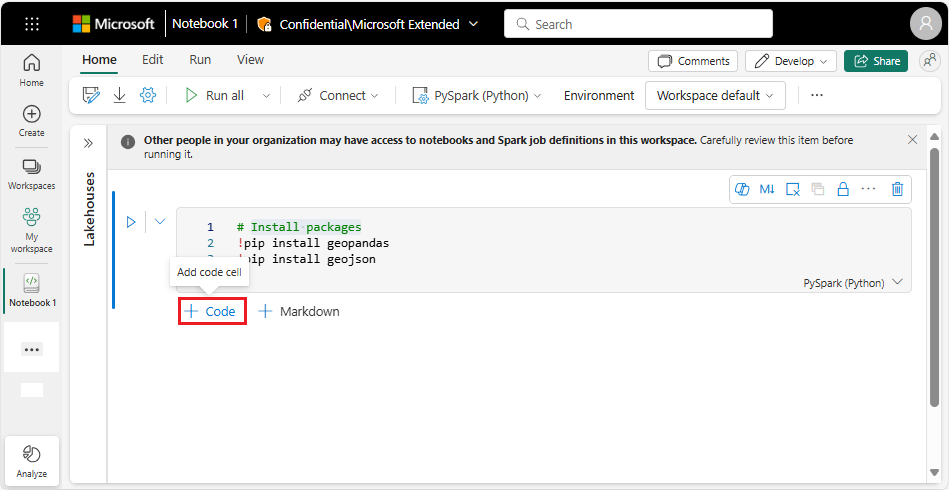 Microsoft Notebook 1 Confidential\Microsoft Extended Search
Home Edit Run View Comments Develop Share
Run all Connect PySpark (Python) Environment Workspace default ...
Home
Create
Workspaces
My
workspace
Notebook 1
...
Analyze
Lakehouses
Other people in your organization may have access to notebooks and Spark job definitions in this workspace. Carefully review this item before
running it.
M↓ ...
1 # Install packages
2 !pip install geopandas
pip install geojson
Add code cell
PySpark (Python)
+ Code + Markdown